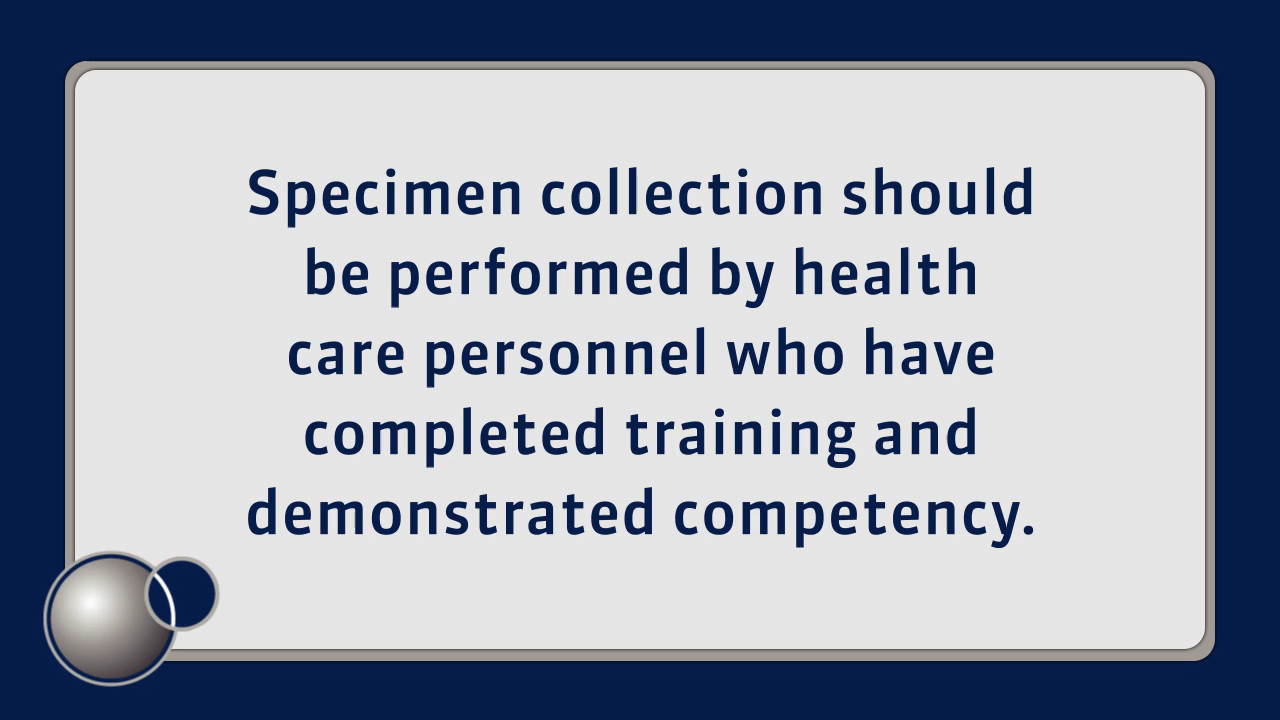 Specimen collection should
be performed by health
care personnel who have
completed training and
demonstrated competency.